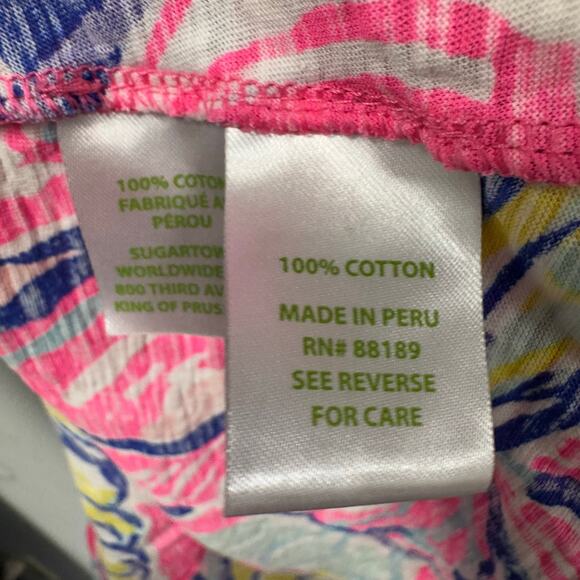 100% COTON
FABRIQUÉ
PÉROU
SUGARTOW
WORLDWIDE
800 THIRD AV
KING OF PRUS
100% COTTON
MADE IN PERU
RN# 88189
SEE REVERSE
FOR CARE